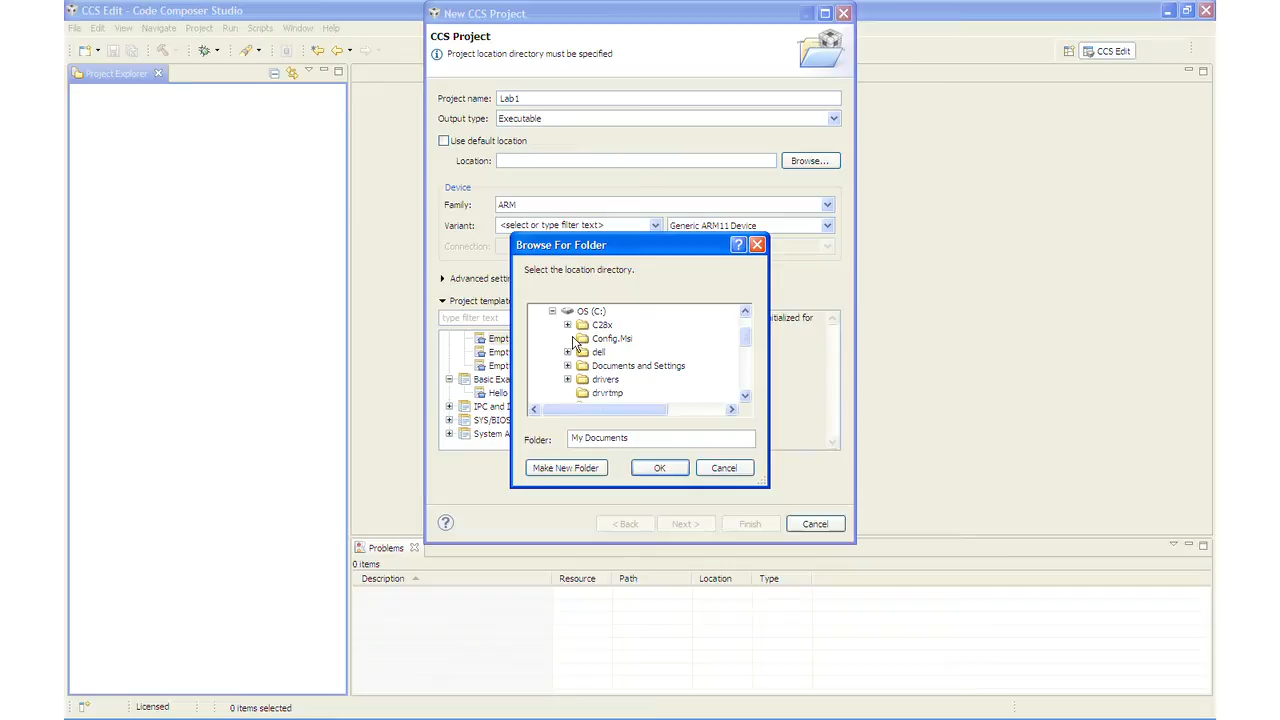 CCS Edit - Code Composer Studio
File Edit View Navigate Project Run Scripts Window Help
CCS Edit
Project Explorer
New CCS Project
CCS Project
Project location directory must be specified
Project name: Lab1
Output type: Executable
Use default location
Location: Browse...
Device
Family: ARM
Variant: <select or type filter text> Generic ARM11 Device
Connection:
Advanced setti
Project templat
type filter text
itialized for
Empt
Empt
Empt
Basic Exa
Hello
IPC and I
SYS/BIOS
System A
Browse For Folder
Select the location directory.
OS (C:)
C28x
Config.Msi
dell
Documents and Settings
drivers
drvrtmp
Folder: My Documents
Make New Folder OK Cancel
< Back Next > Finish Cancel
Problems
0 items
Description Resource Path Location Type
Licensed 0 items selected